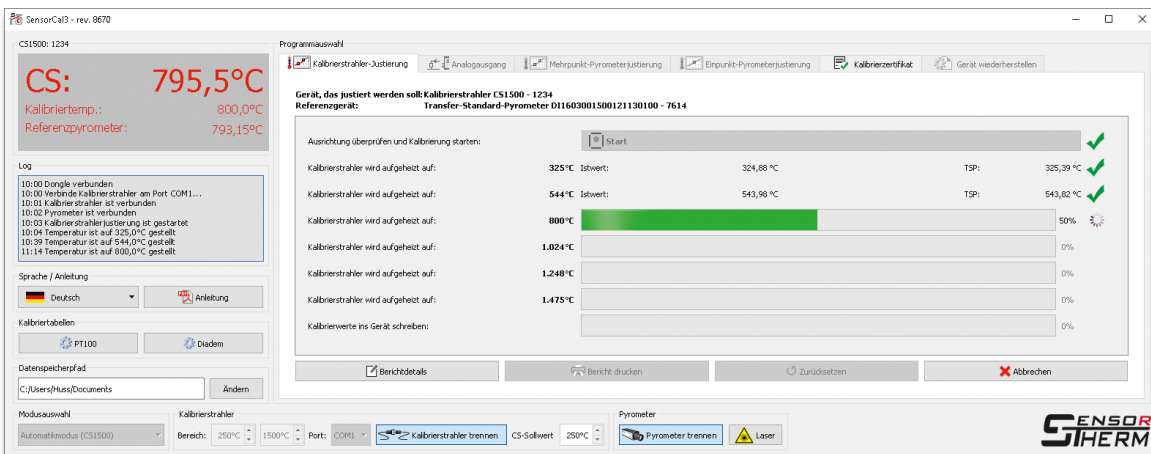 SensorCal3 - rev. 8670
CS1500: 1234
CS: 795,5°C
Kalibriertemp.: 800,0°C
Referenzpyrometer: 793,15°C
Log
10:00 Dongle verbunden
10:00 Verbinde Kalibrierstrahler am Port COM1...
10:01 Kalibrierstrahler ist verbunden
10:02 Pyrometer ist verbunden
10:03 Kalibrierstrahlerjustierung ist gestartet
10:04 Temperatur ist auf 325,0°C gestellt
10:39 Temperatur ist auf 544,0°C gestellt
11:14 Temperatur ist auf 800,0°C gestellt
Sprache / Anleitung
Deutsch Anleitung
Kalibriertabellen
PT100 Diadem
Datenspeicherpfad
C:/Users/Huss/Documents Ändern
Programmauswahl
Kalibrierstrahler-Justierung Analogausgang Mehrpunkt-Pyrometerjustierung Einpunkt-Pyrometerjustierung Kalibrierzertifikat Gerät wiederherstellen
Gerät, das justiert werden soll: Kalibrierstrahler CS1500 - 1234
Referenzgerät: Transfer-Standard-Pyrometer DI1603001500121130100 - 7614
Ausrichtung überprüfen und Kalibrierung starten: Start
Kalibrierstrahler wird aufgeheizt auf: 325°C Istwert: 324,88 °C TSP: 325,39 °C
Kalibrierstrahler wird aufgeheizt auf: 544°C Istwert: 543,98 °C TSP: 543,82 °C
Kalibrierstrahler wird aufgeheizt auf: 800°C 50%
Kalibrierstrahler wird aufgeheizt auf: 1.024°C 0%
Kalibrierstrahler wird aufgeheizt auf: 1.248°C 0%
Kalibrierstrahler wird aufgeheizt auf: 1.475°C 0%
Kalibrierwerte ins Gerät schreiben: 0%
Berichtdetails Bericht drucken Zurücksetzen Abbrechen
Modusauswahl Kalibrierstrahler Pyrometer
Automatikmodus (CS1500) Bereich: 250°C 1500°C Port: COM1 Kalibrierstrahler trennen CS-Sollwert 250°C Pyrometer trennen Laser
SENSOR
THERM